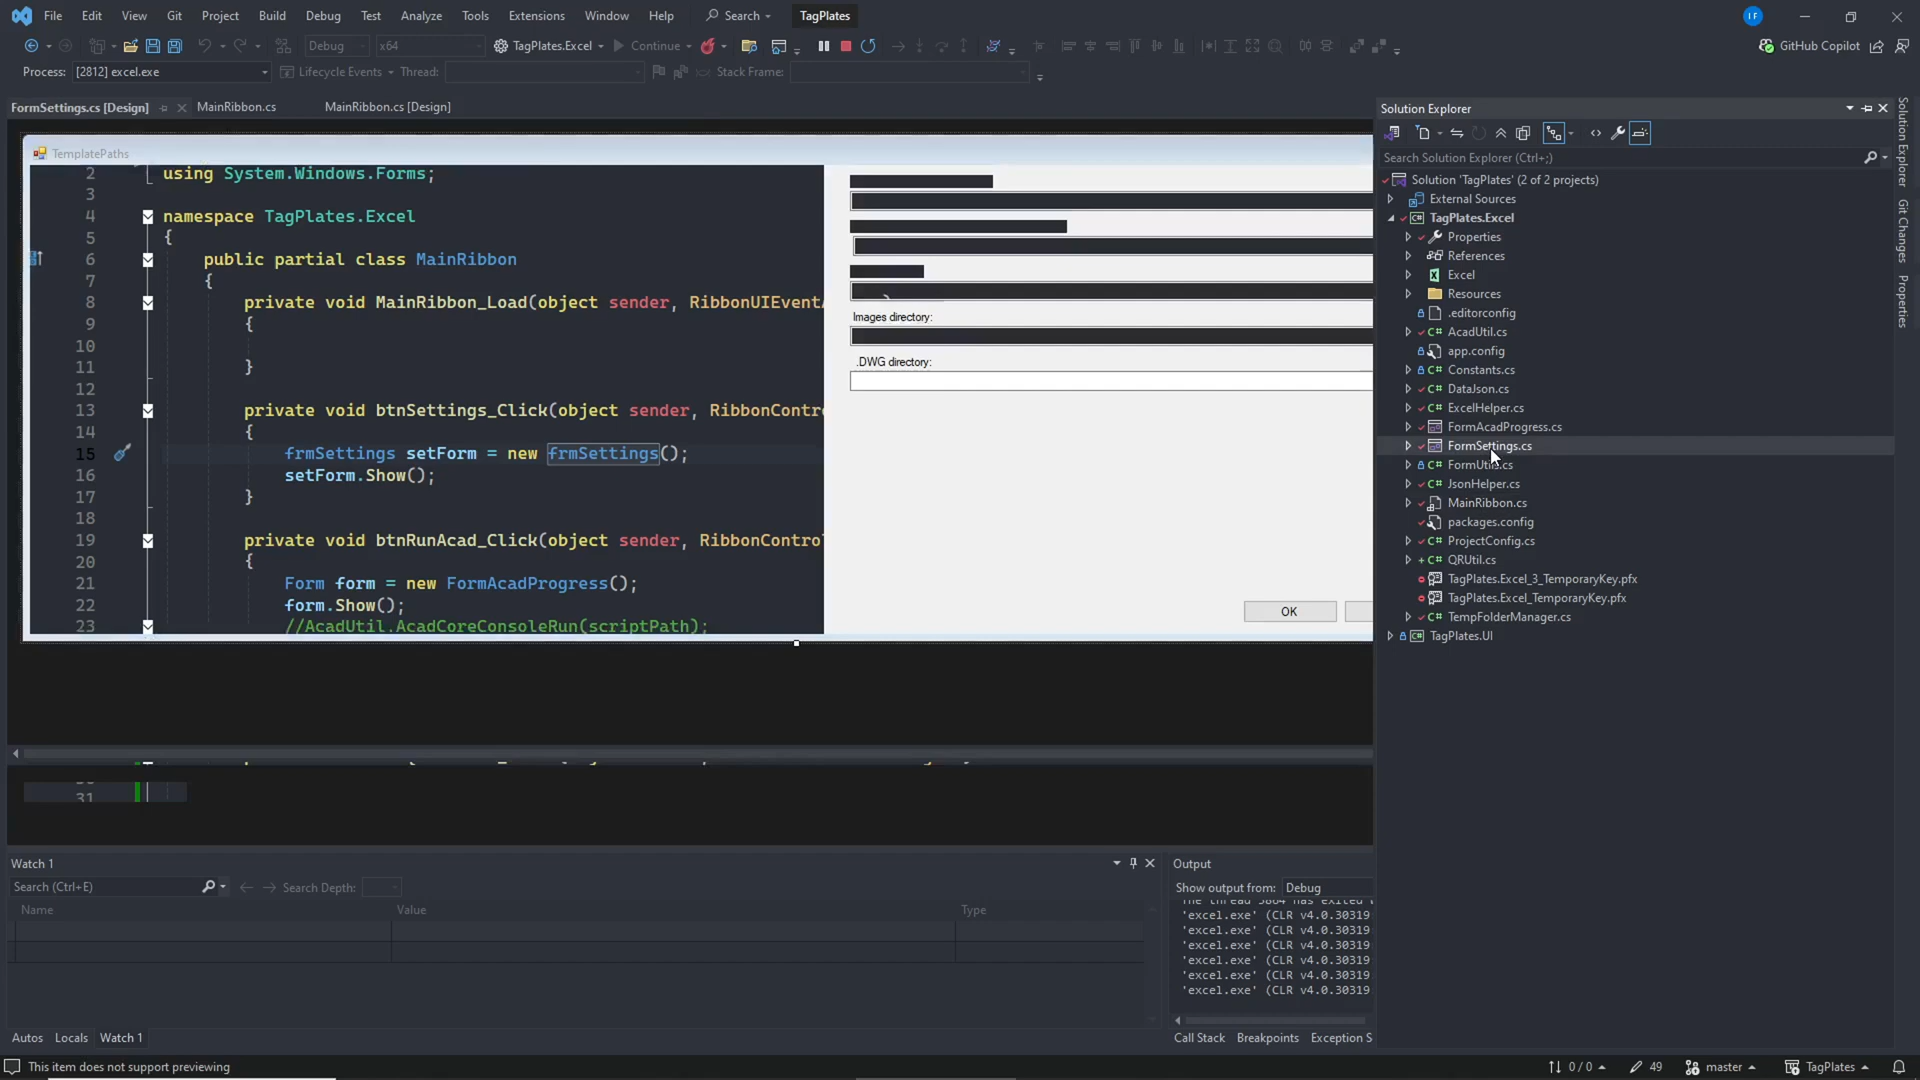 File Edit View Git Project Build Debug Test Analyze Tools Extensions Window Help Search TagPlates IF
Debug x64 TagPlates.Excel Continue GitHub Copilot
Process: [2812] excel.exe Lifecycle Events Thread: Stack Frame:
FormSettings.cs [Design] MainRibbon.cs MainRibbon.cs [Design]
TemplatePaths
2 using System.Windows.Forms;
3
4 namespace TagPlates.Excel
5 {
6 public partial class MainRibbon
7 {
8 private void MainRibbon_Load(object sender, RibbonUIEvent
9 {
10
11 }
12
13 private void btnSettings_Click(object sender, RibbonContr
14 {
15 frmSettings setForm = new frmSettings();
16 setForm.Show();
17 }
18
19 private void btnRunAcad_Click(object sender, RibbonContro
20 {
21 Form form = new FormAcadProgress();
22 form.Show();
23 //AcadUtil.AcadCoreConsoleRun(scriptPath);
31
Images directory:
.DWG directory:
OK
Solution Explorer
Search Solution Explorer (Ctrl+;)
Solution 'TagPlates' (2 of 2 projects)
External Sources
TagPlates.Excel
Properties
References
Excel
Resources
.editorconfig
AcadUtil.cs
app.config
Constants.cs
DataJson.cs
ExcelHelper.cs
FormAcadProgress.cs
FormSettings.cs
FormUtils.cs
JsonHelper.cs
MainRibbon.cs
packages.config
ProjectConfig.cs
QRUtil.cs
TagPlates.Excel_3_TemporaryKey.pfx
TagPlates.Excel_TemporaryKey.pfx
TempFolderManager.cs
TagPlates.UI
Solution Explorer
Git Changes
Properties
Watch 1
Search (Ctrl+E) Search Depth:
Name Value Type
Autos Locals Watch 1
Output
Show output from: Debug
The thread 5864 has exited
'excel.exe' (CLR v4.0.30319
'excel.exe' (CLR v4.0.30319
'excel.exe' (CLR v4.0.30319
'excel.exe' (CLR v4.0.30319
'excel.exe' (CLR v4.0.30319
'excel.exe' (CLR v4.0.30319
Call Stack Breakpoints Exception S
This item does not support previewing 0 / 0 49 master TagPlates